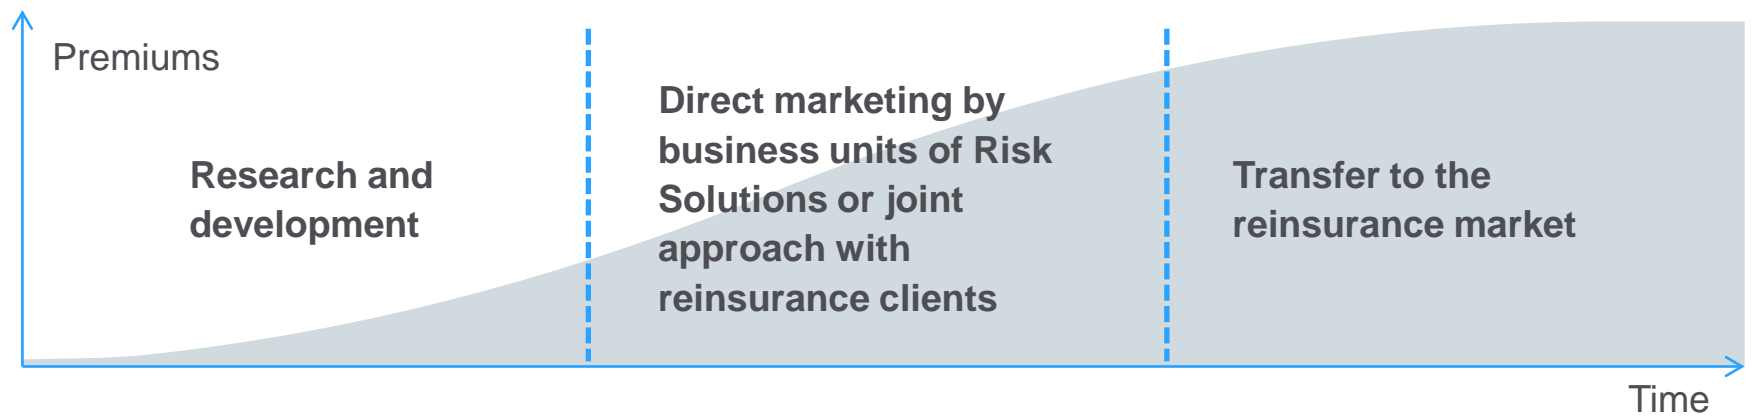 Premiums
Research and
development
Direct marketing by
business units of Risk
Solutions or joint
approach with
reinsurance clients
Transfer to the
reinsurance market
Time